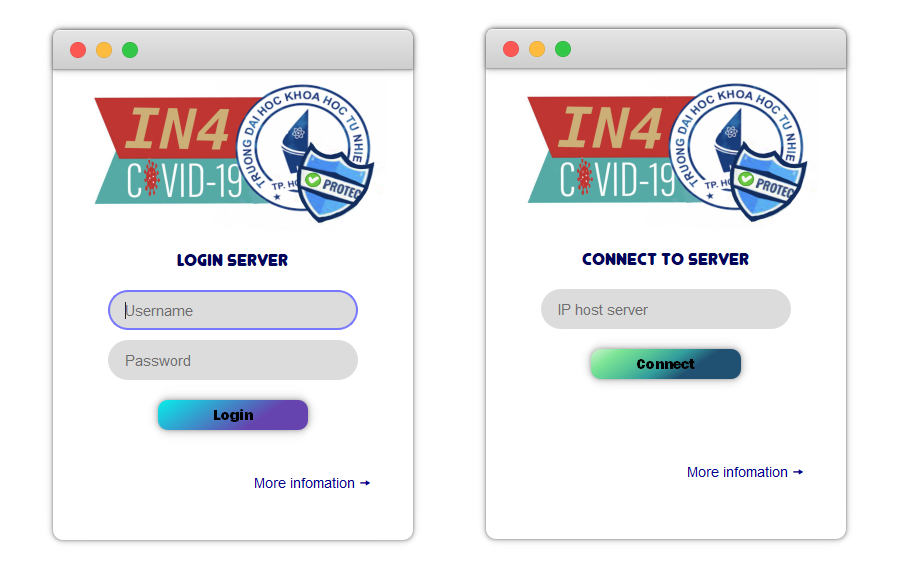 IN4
COVID-19
TRUONG DAI HOC KHOA HOC TU NHIE
TP. HO
PROTEC
LOGIN SERVER
Username
Password
Login
More infomation →
IN4
COVID-19
TRUONG DAI HOC KHOA HOC TU NHIE
TP. HO
PROTEC
CONNECT TO SERVER
IP host server
Connect
More infomation →